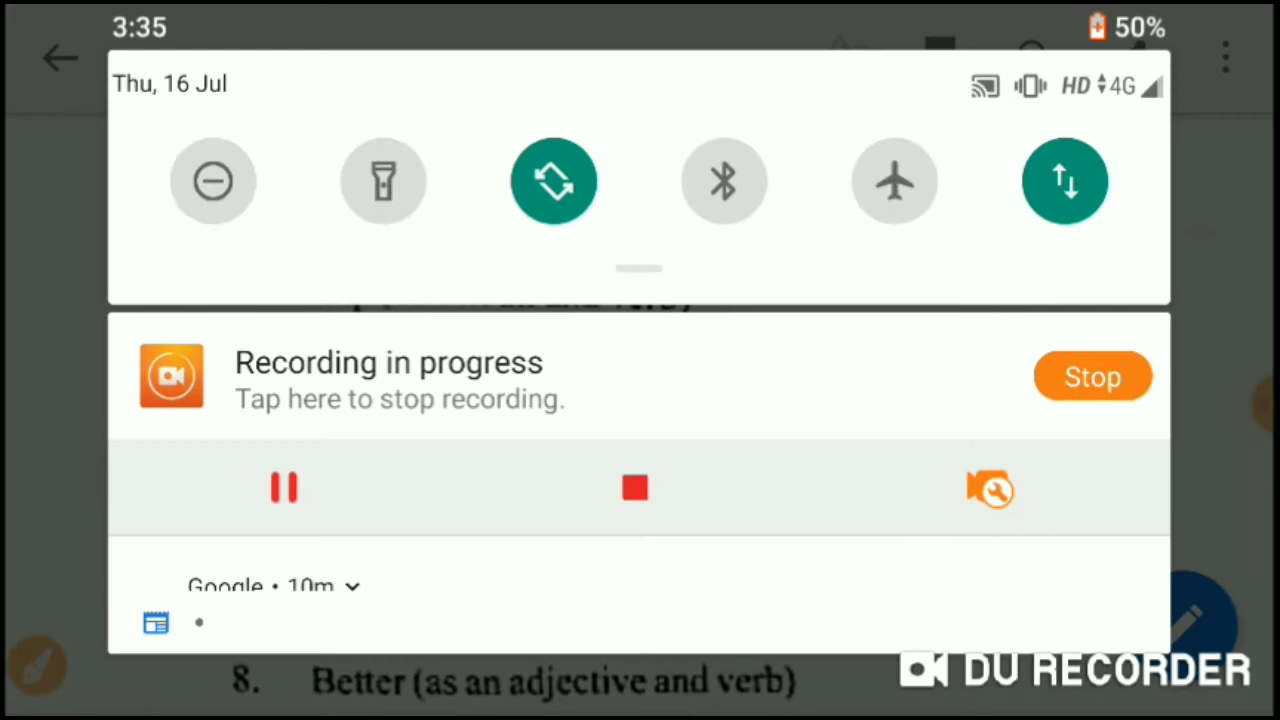 3:35
50%
Thu, 16 Jul
HD 4G
Recording in progress
Tap here to stop recording.
Stop
Google • 10m
8. Better (as an adjective and verb)
DU RECORDER